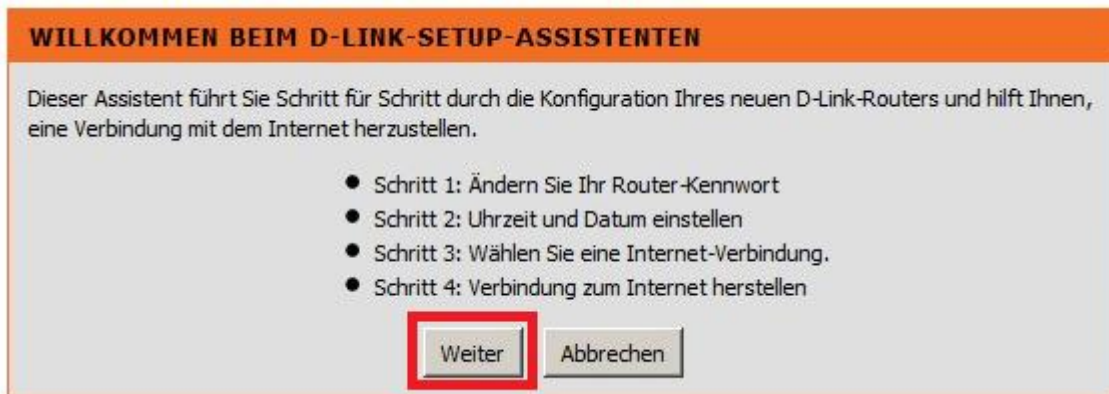 WILLKOMMEN BEIM D-LINK-SETUP-ASSISTENTEN
Dieser Assistent führt Sie Schritt für Schritt durch die Konfiguration Ihres neuen D-Link-Routers und hilft Ihnen,
eine Verbindung mit dem Internet herzustellen.
● Schritt 1: Ändern Sie Ihr Router-Kennwort
● Schritt 2: Uhrzeit und Datum einstellen
● Schritt 3: Wählen Sie eine Internet-Verbindung.
● Schritt 4: Verbindung zum Internet herstellen
Weiter Abbrechen